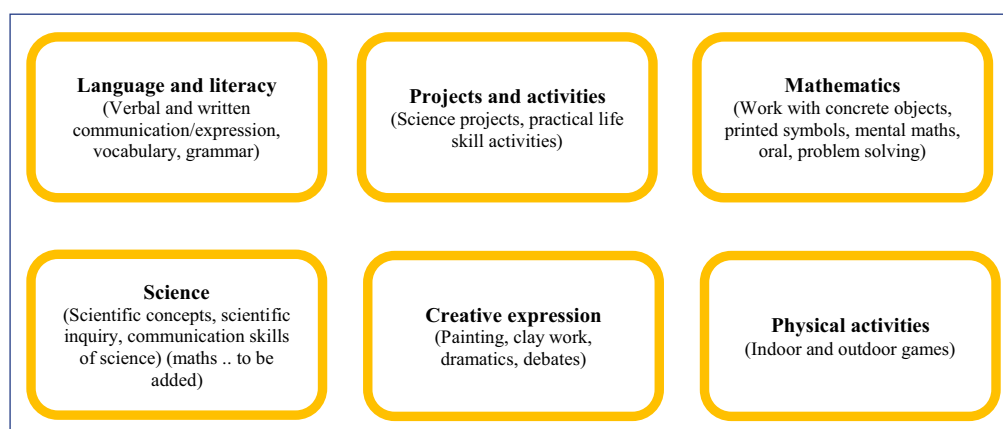 Language and literacy
(Verbal and written
communication/expression,
vocabulary, grammar)
Projects and activities
(Science projects, practical life
skill activities)
Mathematics
(Work with concrete objects,
printed symbols, mental maths,
oral, problem solving)
Science
(Scientific concepts, scientific
inquiry, communication skills
of science) (maths .. to be
added)
Creative expression
(Painting, clay work,
dramatics, debates)
Physical activities
(Indoor and outdoor games)